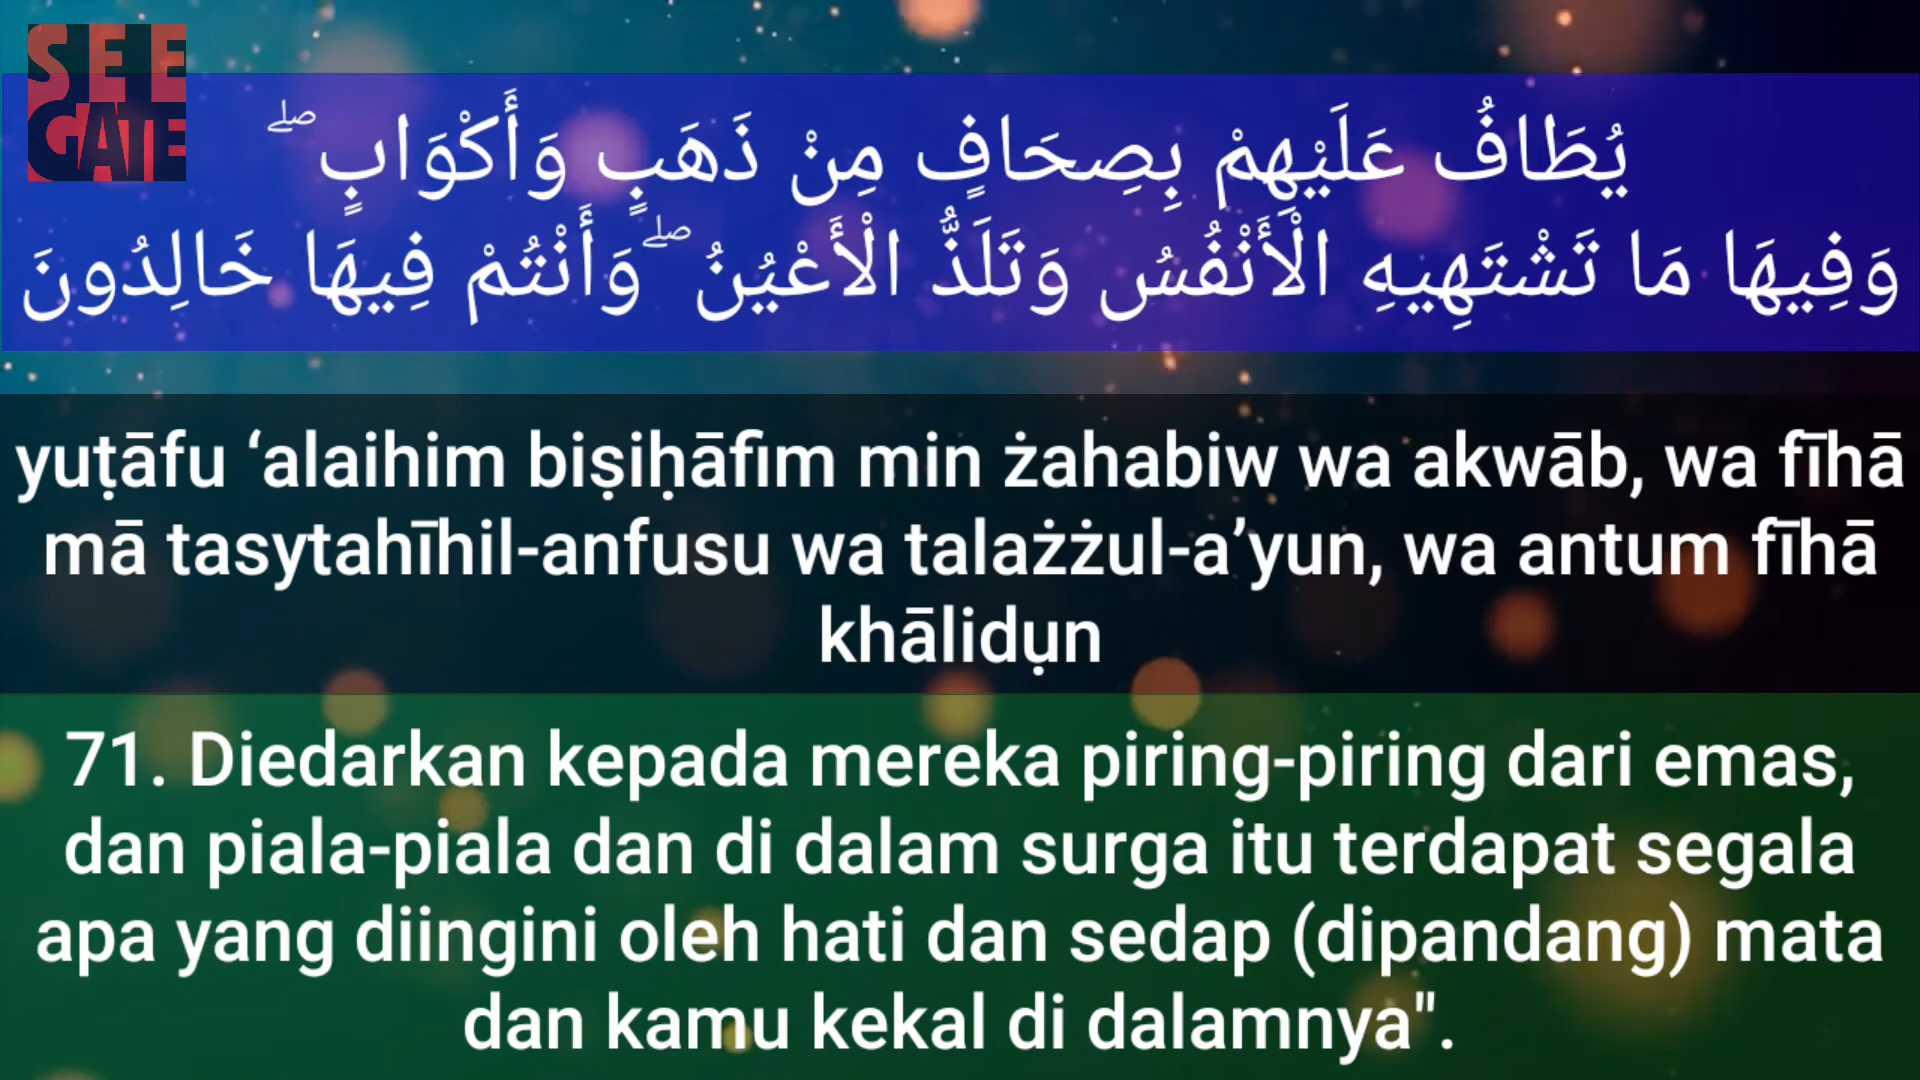 SEE
GATE
يُطَافُ عَلَيْهِمْ بِصِحَافٍ مِنْ ذَهَبٍ وَأَكْوَابٍ ۖ
وَفِيهَا مَا تَشْتَهِيهِ الْأَنْفُسُ وَتَلَذُّ الْأَعْيُنُ ۖ وَأَنْتُمْ فِيهَا خَالِدُونَ
yuṭāfu ‘alaihim biṣiḥāfim min żahabiw wa akwāb, wa fīhā
mā tasytahīhil-anfusu wa talażżul-a’yun, wa antum fīhā
khālidụn
71. Diedarkan kepada mereka piring-piring dari emas,
dan piala-piala dan di dalam surga itu terdapat segala
apa yang diingini oleh hati dan sedap (dipandang) mata
dan kamu kekal di dalamnya".